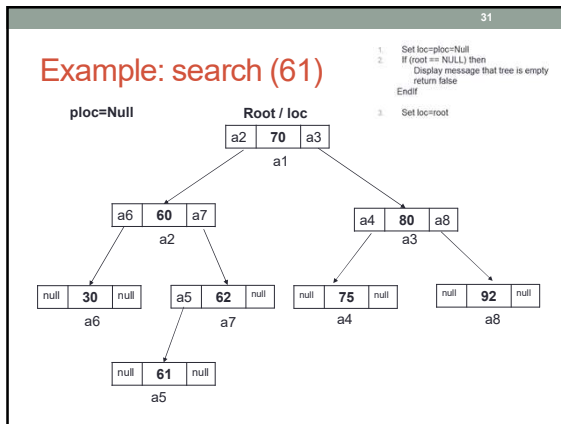 31
Example: search (61)
1. Set loc=ploc=Null
2. If (root == NULL) then
Display message that tree is empty
return false
EndIf
3. Set loc=root
ploc=Null
Root / loc
a2 70 a3
a1
a6 60 a7
a2
a4 80 a8
a3
null 30 null
a6
a5 62 null
a7
null 75 null
a4
null 92 null
a8
null 61 null
a5